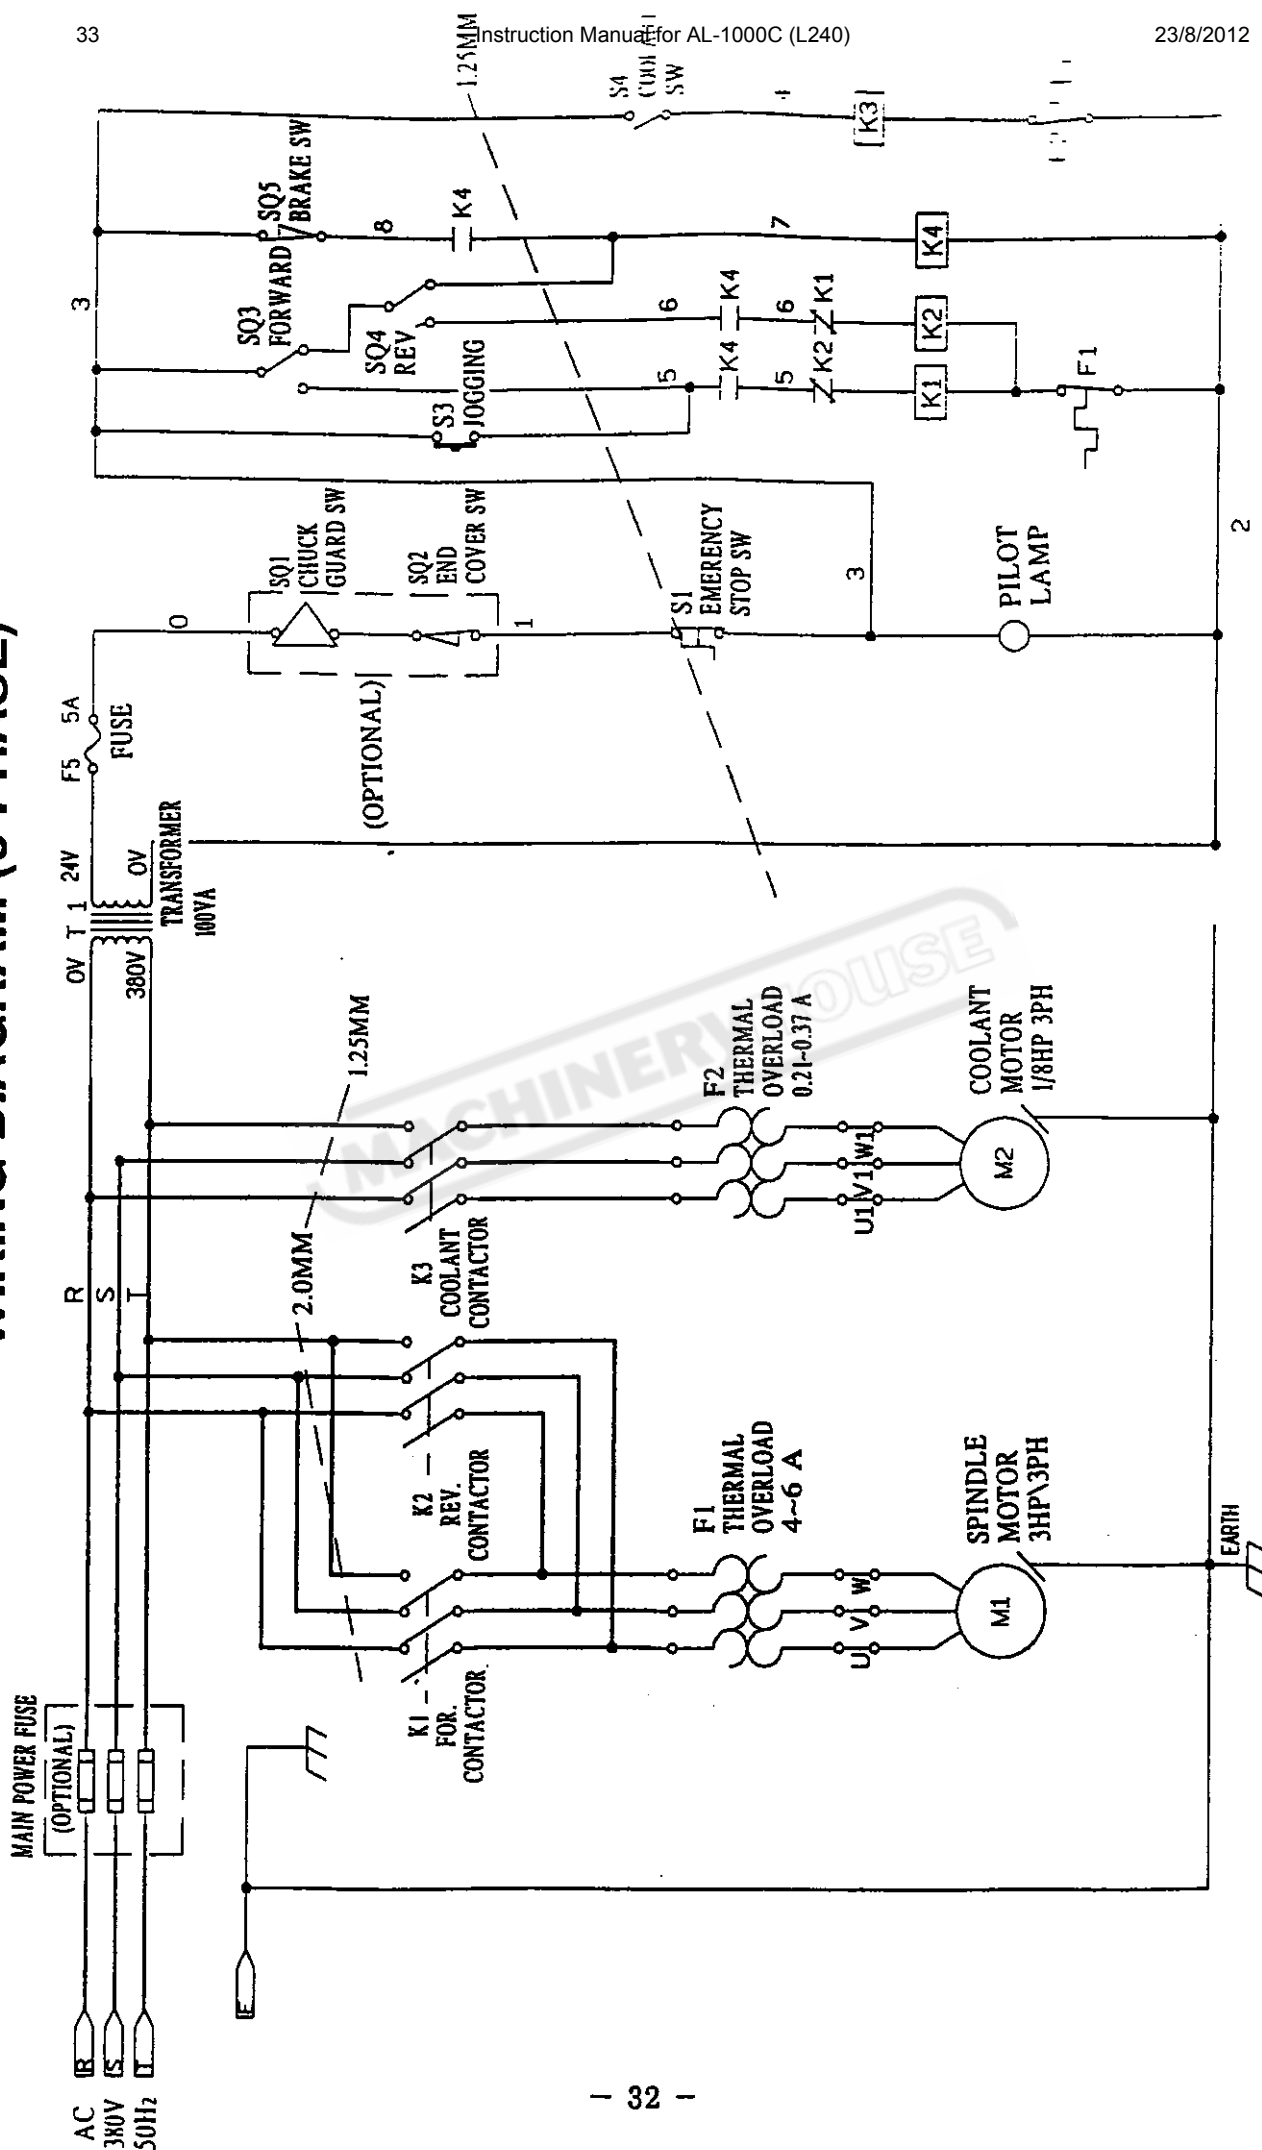 33
Instruction Manual for AL-1000C (L240)
23/8/2012
MAIN POWER FUSE
(OPTIONAL)
AC
380V
50Hz
R
S
T
E
K1
FOR.
CONTACTOR
K2
REV.
CONTACTOR
K3
COOLANT
CONTACTOR
2.0MM
1.25MM
R
S
T
F1
THERMAL
OVERLOAD
4~6 A
F2
THERMAL
OVERLOAD
0.21~0.37 A
U
V
W
U1
V1
W1
M1
SPINDLE
MOTOR
3HP\3PH
M2
COOLANT
MOTOR
1/8HP 3PH
EARTH
0V T 1 24V
380V
0V
TRANSFORMER
100VA
F5 5A
FUSE
0
SQ1
CHUCK
GUARD SW
SQ2
END
COVER SW
(OPTIONAL)
1
S1
EMERENCY
STOP SW
3
PILOT
LAMP
2
3
S3
JOGGING
SQ3
FORWARD
SQ4
REV
SQ5
BRAKE SW
5
K4
5
K2
K1
F1
6
K4
6
K1
K2
8
K4
7
K4
1.25MM
S4
SW
K3
MACHINERYHOUSE
- 32 -